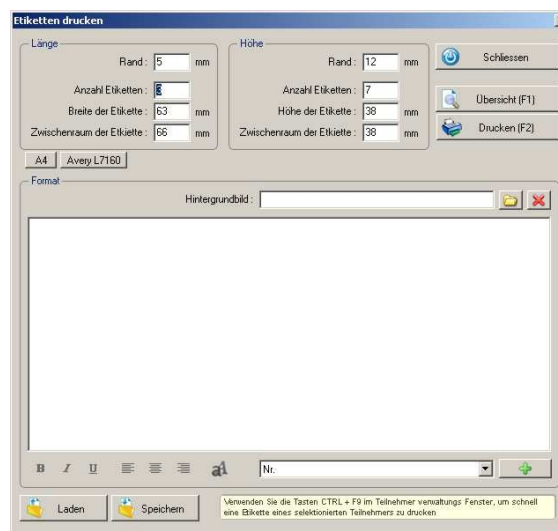 Etiketten drucken
Länge
Rand : 5 mm
Anzahl Etiketten : 3
Breite der Etikette : 63 mm
Zwischenraum der Etkiette : 66 mm
Höhe
Rand : 12 mm
Anzahl Etiketten : 7
Höhe der Etikette : 38 mm
Zwischenraum der Etkiette : 38 mm
Schliessen
Übersicht (F1)
Drucken (F2)
A4 Avery L7160
Format
Hintergrundbild :
B I U a1 Nr.
Laden Speichern
Verwenden Sie die Tasten CTRL + F9 im Teilnehmer verwaltungs Fenster, um schnell
eine Etikette eines selektionierten Teilnehmers zu drucken